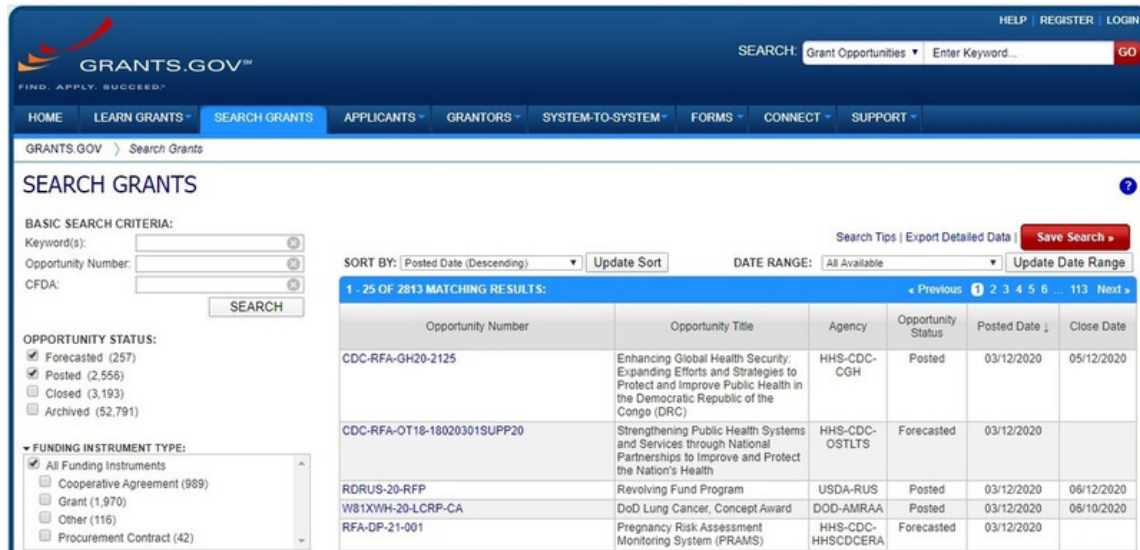 HELP | REGISTER | LOGIN
GRANTS.GOV℠
FIND. APPLY. SUCCEED.℠
SEARCH: Grant Opportunities Enter Keyword... GO
HOME LEARN GRANTS SEARCH GRANTS APPLICANTS GRANTORS SYSTEM-TO-SYSTEM FORMS CONNECT SUPPORT
GRANTS.GOV 〉 Search Grants
SEARCH GRANTS
?
BASIC SEARCH CRITERIA:
Keyword(s):
Opportunity Number:
CFDA:
SEARCH
OPPORTUNITY STATUS:
Forecasted (257)
Posted (2,556)
Closed (3,193)
Archived (52,791)
FUNDING INSTRUMENT TYPE:
All Funding Instruments
Cooperative Agreement (989)
Grant (1,970)
Other (116)
Procurement Contract (42)
Search Tips | Export Detailed Data | Save Search »
SORT BY: Posted Date (Descending) Update Sort DATE RANGE: All Available Update Date Range
1 - 25 OF 2813 MATCHING RESULTS: « Previous 1 2 3 4 5 6 ... 113 Next »
Opportunity Number Opportunity Title Agency Opportunity Status Posted Date ↓ Close Date
CDC-RFA-GH20-2125 Enhancing Global Health Security: HHS-CDC- Posted 03/12/2020 05/12/2020
Expanding Efforts and Strategies to CGH
Protect and Improve Public Health in
the Democratic Republic of the
Congo (DRC)
CDC-RFA-OT18-18020301SUPP20 Strengthening Public Health Systems HHS-CDC- Forecasted 03/12/2020
and Services through National OSTLTS
Partnerships to Improve and Protect
the Nation's Health
RDRUS-20-RFP Revolving Fund Program USDA-RUS Posted 03/12/2020 06/12/2020
W81XWH-20-LCRP-CA DoD Lung Cancer, Concept Award DOD-AMRAA Posted 03/12/2020 06/10/2020
RFA-DP-21-001 Pregnancy Risk Assessment HHS-CDC- Forecasted 03/12/2020
Monitoring System (PRAMS) HHSCDCERA